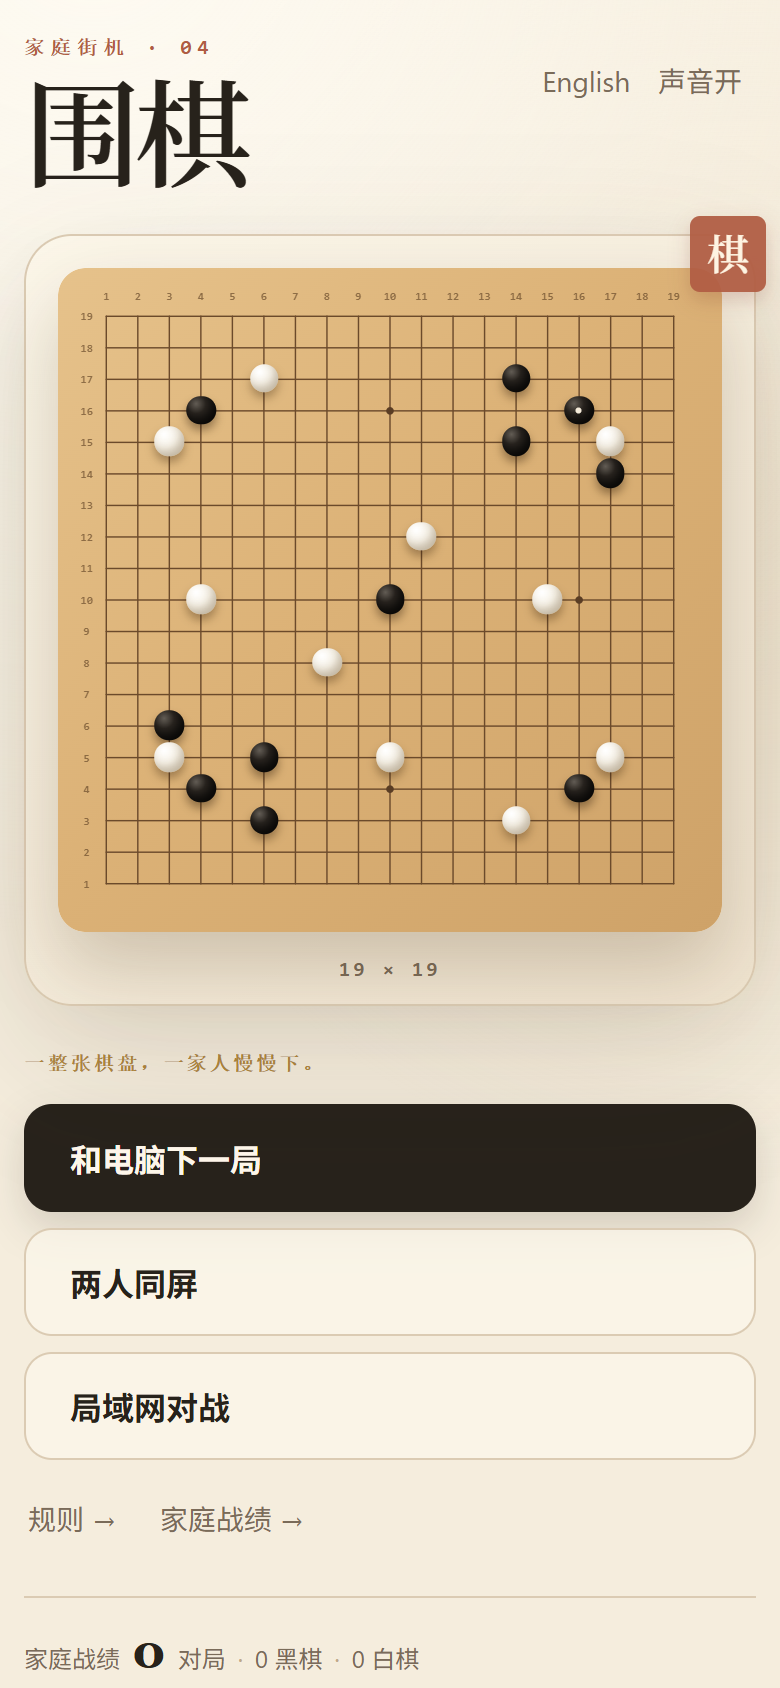 家庭街机 · 04
围棋
English 声音开
棋
1 2 3 4 5 6 7 8 9 10 11 12 13 14 15 16 17 18 19
19
18
17
16
15
14
13
12
11
10
9
8
7
6
5
4
3
2
1
19 × 19
一整张棋盘，一家人慢慢下。
和电脑下一局
两人同屏
局域网对战
规则 → 家庭战绩 →
家庭战绩 0 对局 · 0 黑棋 · 0 白棋